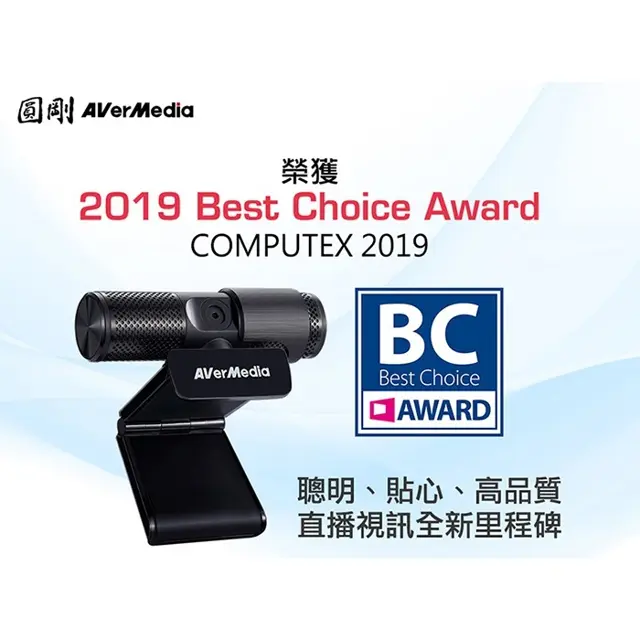 圓剛 AVerMedia
榮獲
2019 Best Choice Award
COMPUTEX 2019
AVerMedia
BC
Best Choice
AWARD
聰明、貼心、高品質
直播視訊全新里程碑